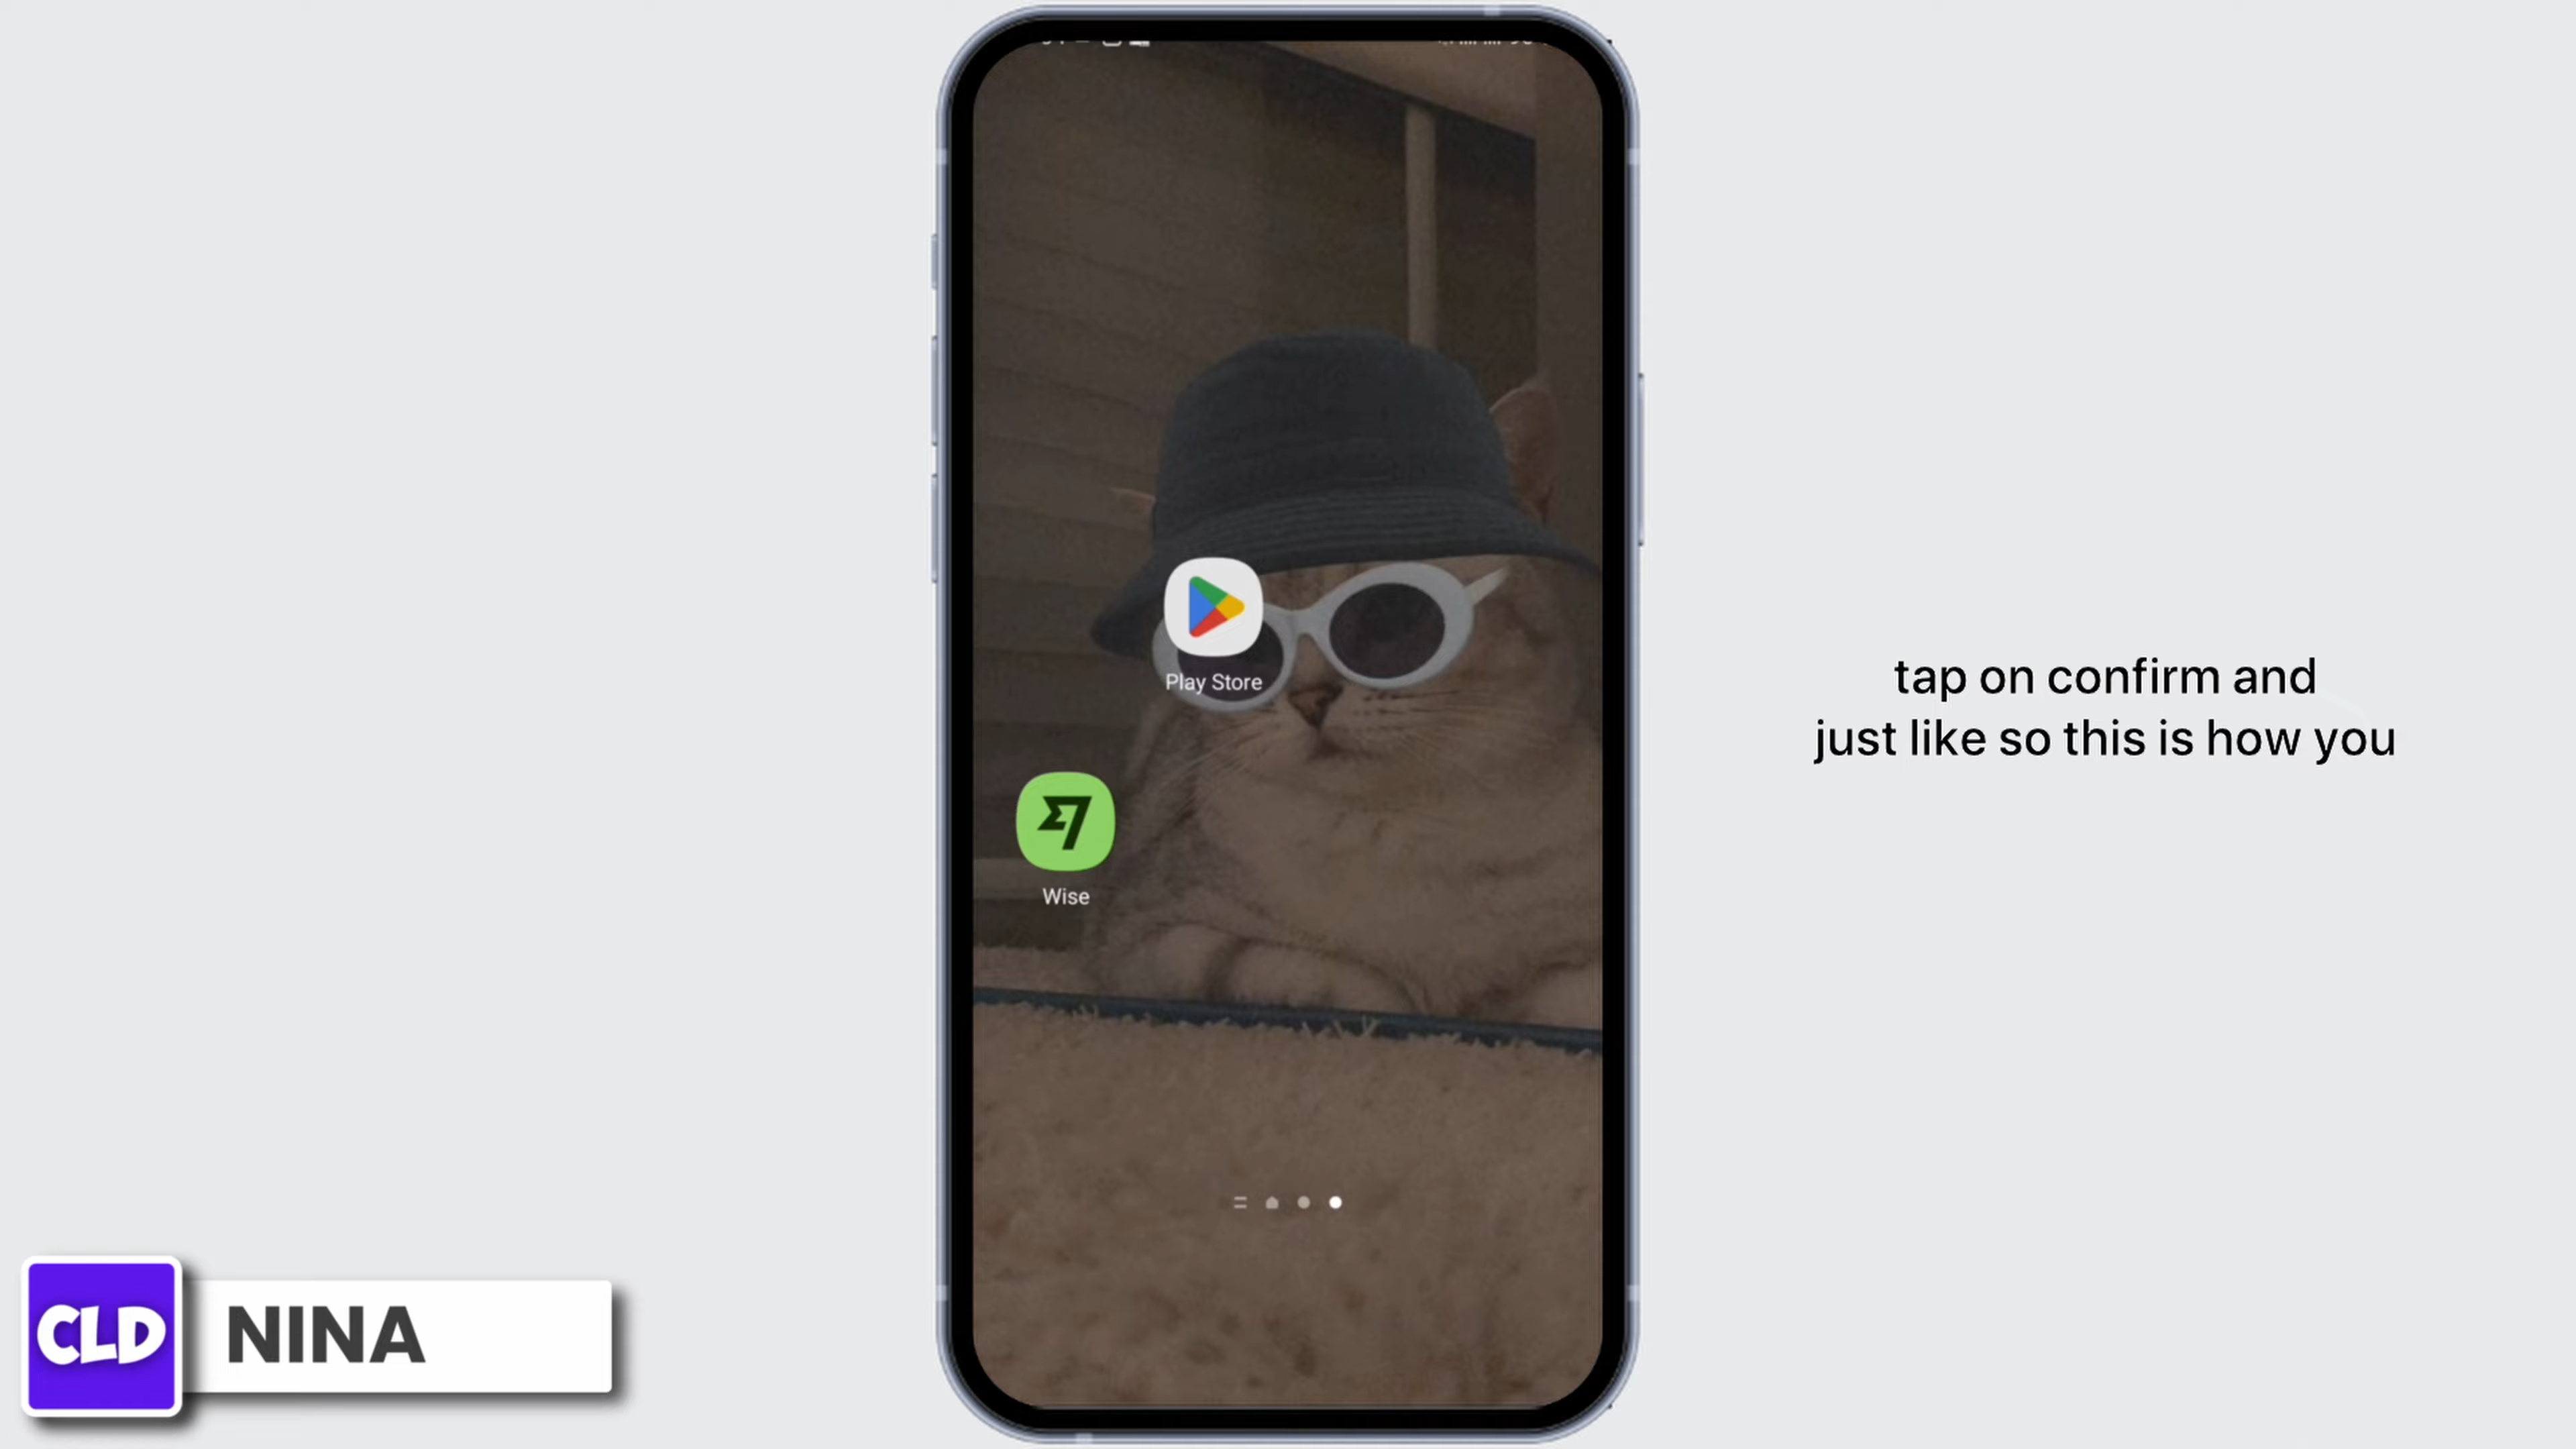 Play Store
Wise
tap on confirm and
just like so this is how you
CLD
NINA